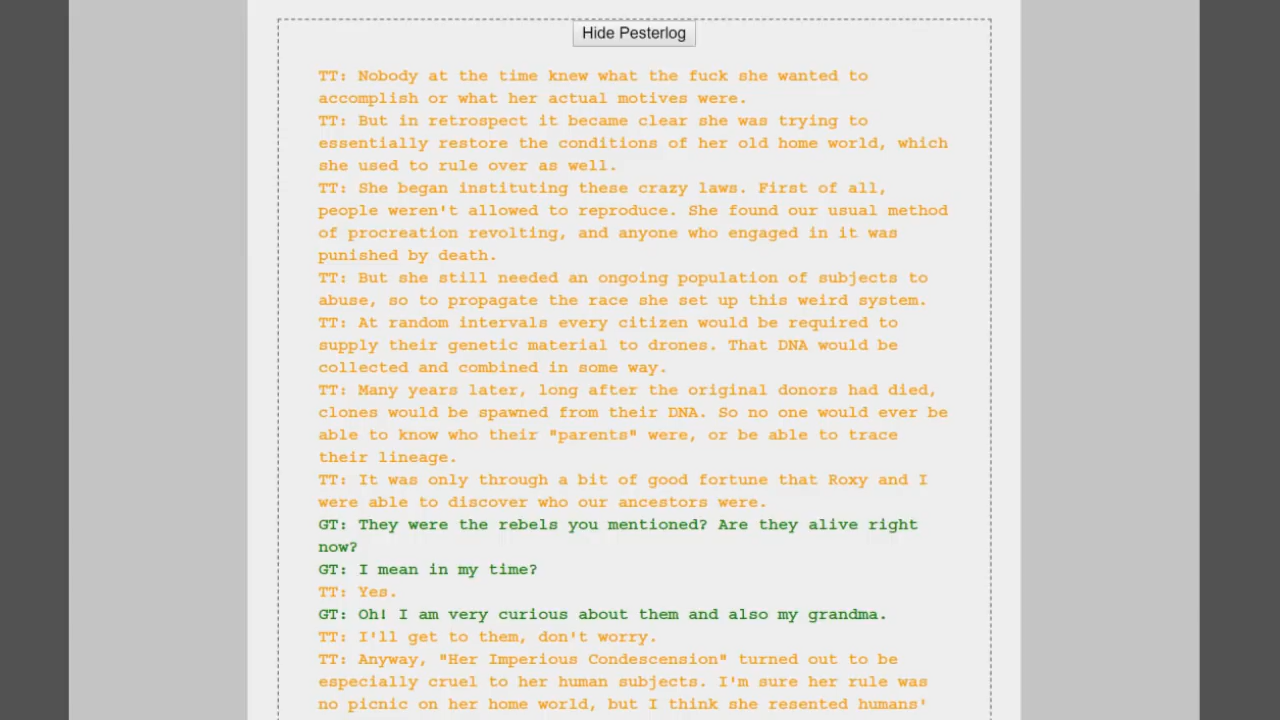 Hide Pesterlog
TT: Nobody at the time knew what the fuck she wanted to
accomplish or what her actual motives were.
TT: But in retrospect it became clear she was trying to
essentially restore the conditions of her old home world, which
she used to rule over as well.
TT: She began instituting these crazy laws. First of all,
people weren't allowed to reproduce. She found our usual method
of procreation revolting, and anyone who engaged in it was
punished by death.
TT: But she still needed an ongoing population of subjects to
abuse, so to propagate the race she set up this weird system.
TT: At random intervals every citizen would be required to
supply their genetic material to drones. That DNA would be
collected and combined in some way.
TT: Many years later, long after the original donors had died,
clones would be spawned from their DNA. So no one would ever be
able to know who their "parents" were, or be able to trace
their lineage.
TT: It was only through a bit of good fortune that Roxy and I
were able to discover who our ancestors were.
GT: They were the rebels you mentioned? Are they alive right
now?
GT: I mean in my time?
TT: Yes.
GT: Oh! I am very curious about them and also my grandma.
TT: I'll get to them, don't worry.
TT: Anyway, "Her Imperious Condescension" turned out to be
especially cruel to her human subjects. I'm sure her rule was
no picnic on her home world, but I think she resented humans'